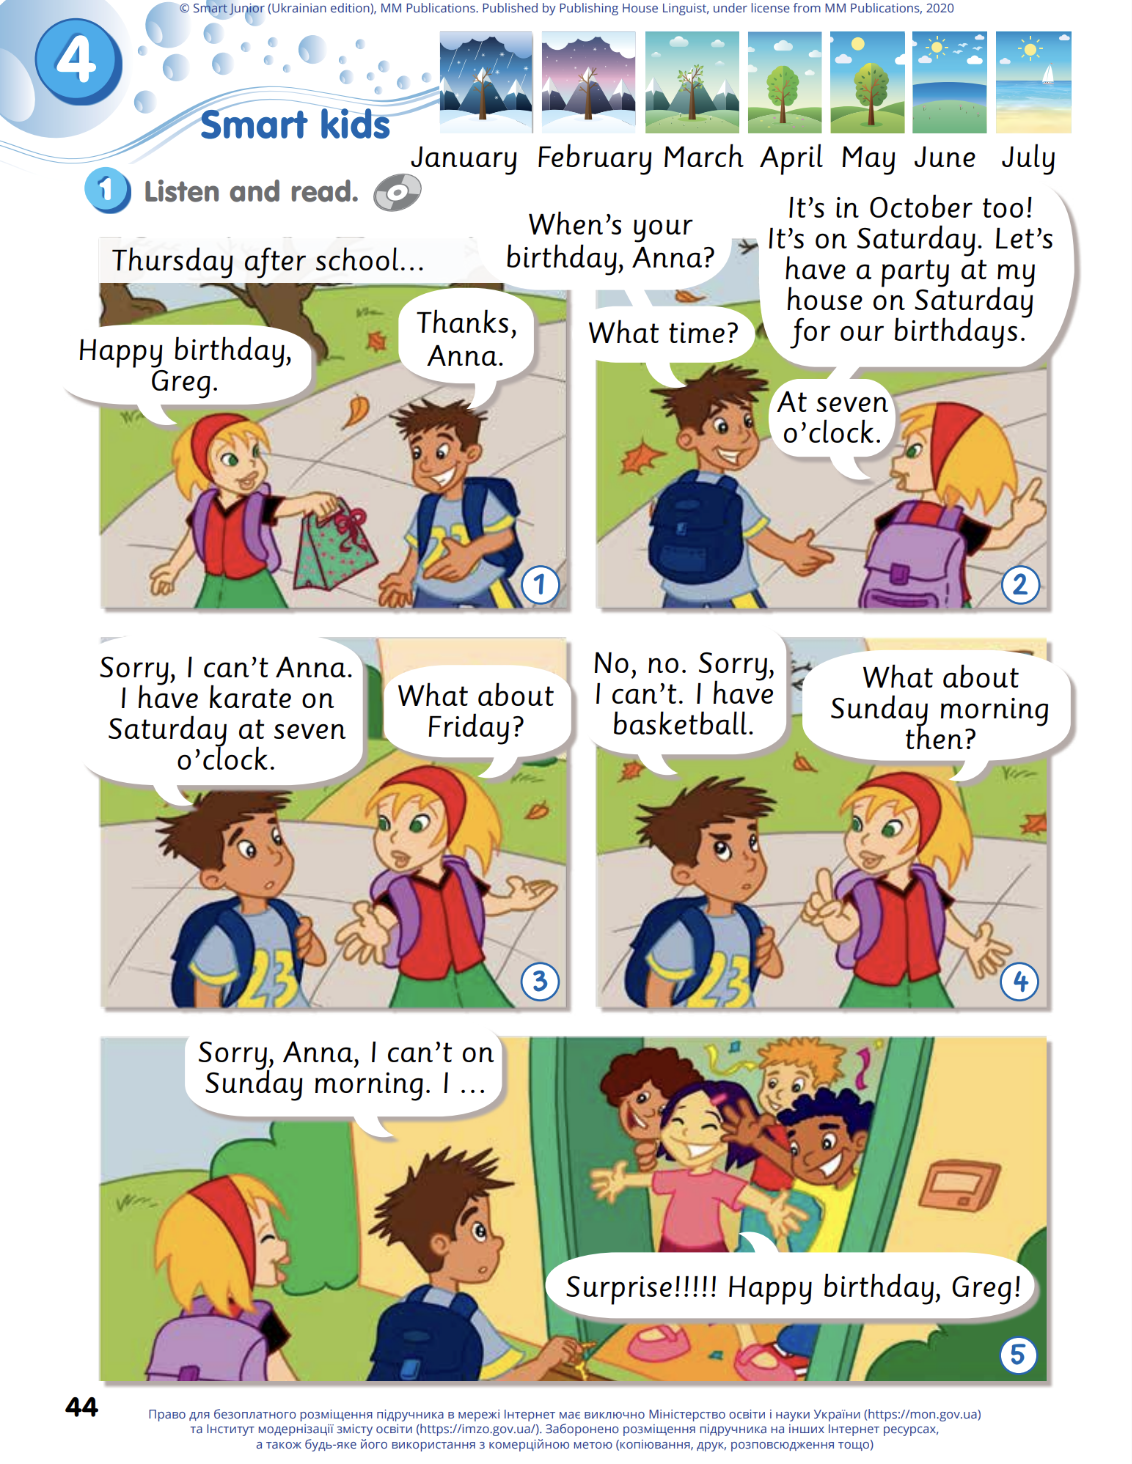 © Smart Junior (Ukrainian edition), MM Publications. Published by Publishing House Linguist, under license from MM Publications, 2020
4
Smart kids
January February March April May June July
1 Listen and read.
Thursday after school...
Happy birthday,
Greg.
Thanks,
Anna.
1
When's your
birthday, Anna?
It's in October too!
It's on Saturday. Let's
have a party at my
house on Saturday
for our birthdays.
What time?
At seven
o'clock.
2
Sorry, I can't Anna.
I have karate on
Saturday at seven
o'clock.
What about
Friday?
23
3
No, no. Sorry,
I can't. I have
basketball.
What about
Sunday morning
then?
23
4
Sorry, Anna, I can't on
Sunday morning. I ...
Surprise!!!!! Happy birthday, Greg!
5
44
Право для безоплатного розміщення підручника в мережі Інтернет має виключно Міністерство освіти і науки України (https://mon.gov.ua)
та Інститут модернізації змісту освіти (https://imzo.gov.ua/). Заборонено розміщення підручника на інших Інтернет ресурсах,
а також будь-яке його використання з комерційною метою (копіювання, друк, розповсюдження тощо)